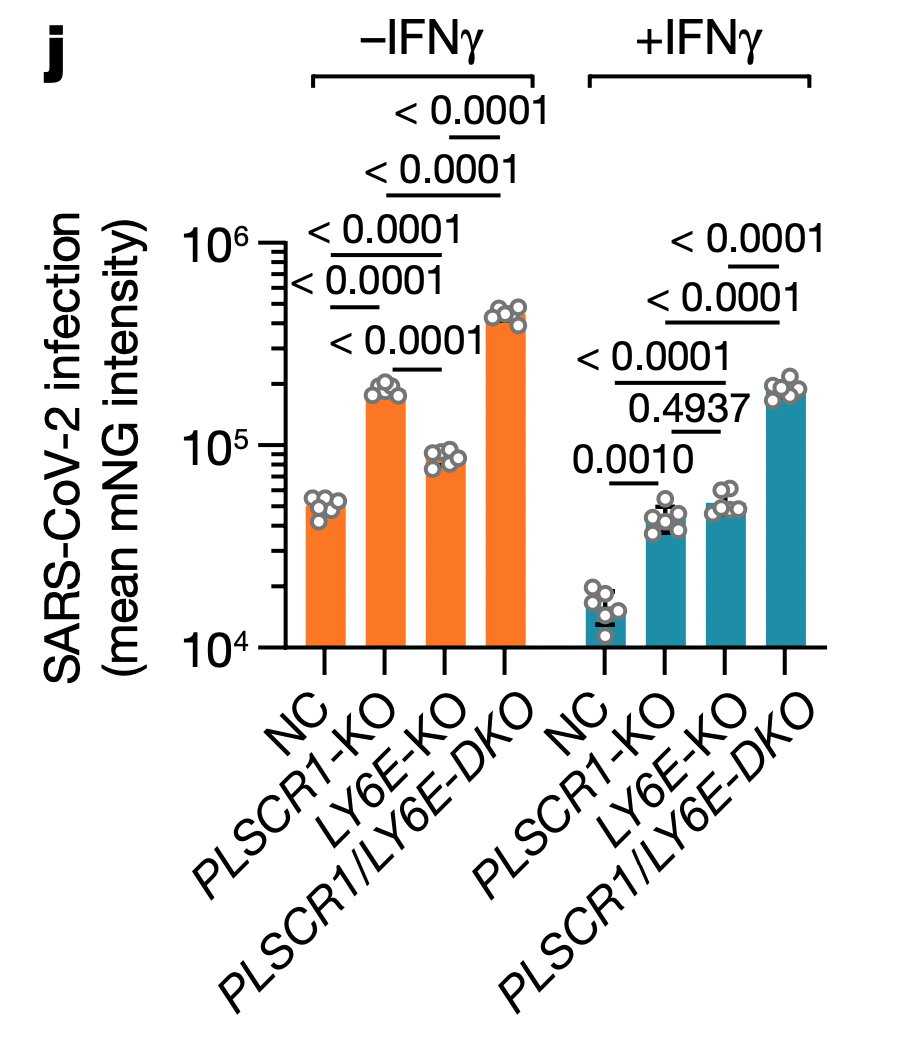 j
–IFNγ
+IFNγ
< 0.0001
< 0.0001
< 0.0001
< 0.0001
< 0.0001
< 0.0001
< 0.0001
< 0.0001
0.4937
0.0010
SARS-CoV-2 infection
(mean mNG intensity)
10⁶
10⁵
10⁴
NC
PLSCR1-KO
LY6E-KO
PLSCR1/LY6E-DKO
NC
PLSCR1-KO
LY6E-KO
PLSCR1/LY6E-DKO